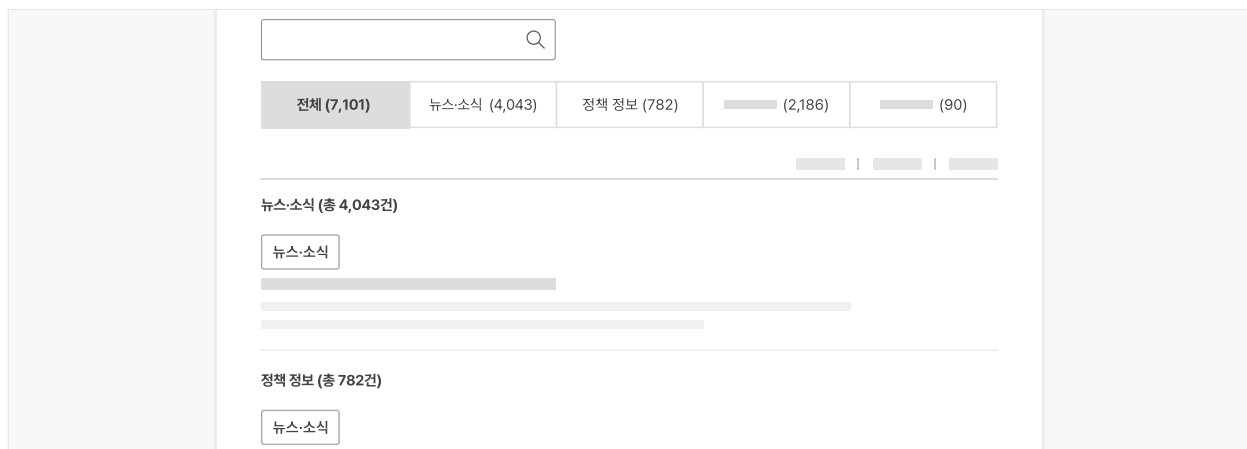 전체 (7,101) 뉴스·소식 (4,043) 정책 정보 (782) (2,186) (90)
뉴스·소식 (총 4,043건)
뉴스·소식
정책 정보 (총 782건)
뉴스·소식